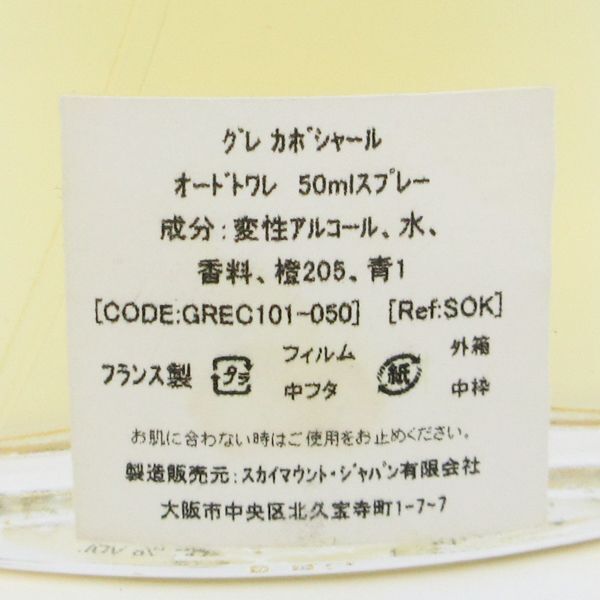 グレ カボシャール
オードトワレ 50mlスプレー
成分:変性アルコール、水、
香料、橙205、青1
[CODE:GREC101-050] [Ref:SOK]
フランス製 プラ フィルム 中フタ 紙 外箱 中枠
お肌に合わない時はご使用をお止めください。
製造販売元:スカイマウント・ジャパン有限会社
大阪市中央区北久宝寺町1-7-7